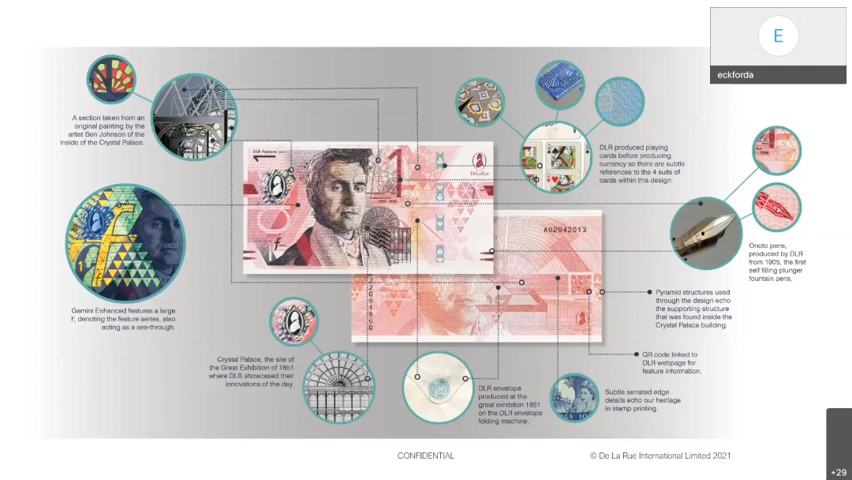 E
eckforda
A section taken from an
original painting by the
artist Ben Johnson of the
inside of the Crystal Palace.
DLR produced playing
cards before producing
currency so there are subtle
references to the 4 suits of
cards within this design.
1
DeLaRue
A02042013
Onoto pens,
produced by DLR
from 1905, the first
self filling plunger
fountain pens.
Gemini Enhanced features a large
F, denoting the feature series, also
acting as a see-through.
Pyramid structures used
through the design echo
the supporting structure
that was found inside the
Crystal Palace building.
Crystal Palace, the site of
the Great Exhibition of 1851
where DLR showcased their
innovations of the day.
QR code linked to
DLR webpage for
feature information.
DLR envelope
produced at the
great exhibiton 1851
on the DLR envelope
folding machine.
Subtle serrated edge
details echo our heritage
in stamp printing.
CONFIDENTIAL
© De La Rue International Limited 2021
+29